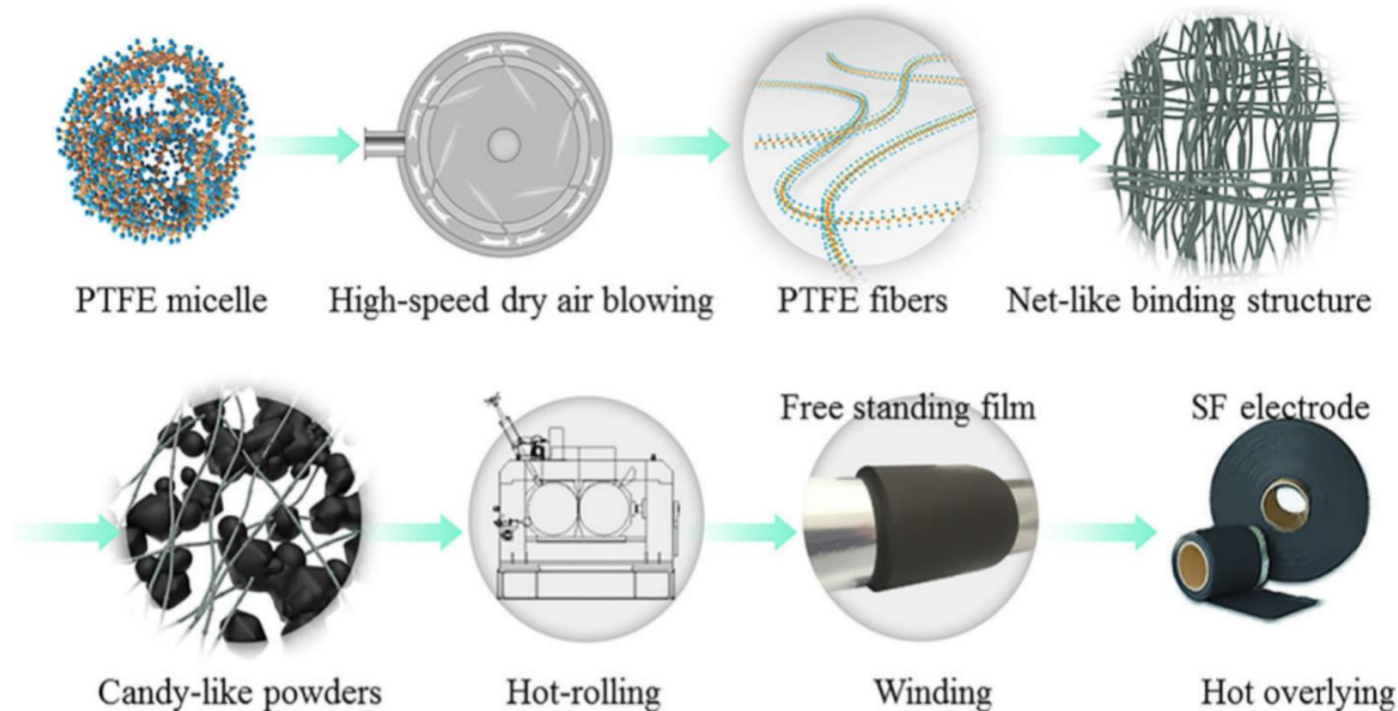 PTFE micelle
High-speed dry air blowing
PTFE fibers
Net-like binding structure
Free standing film
SF electrode
Candy-like powders
Hot-rolling
Winding
Hot overlying